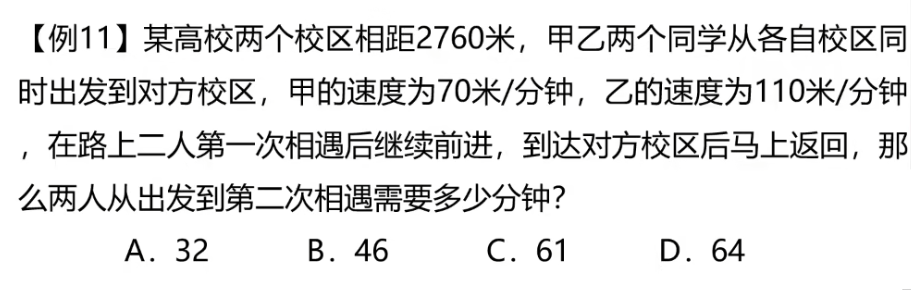 【例11】某高校两个校区相距2760米，甲乙两个同学从各自校区同
时出发到对方校区，甲的速度为70米/分钟，乙的速度为110米/分钟
，在路上二人第一次相遇后继续前进，到达对方校区后马上返回，那
么两人从出发到第二次相遇需要多少分钟？
A．32 B．46 C．61 D．64